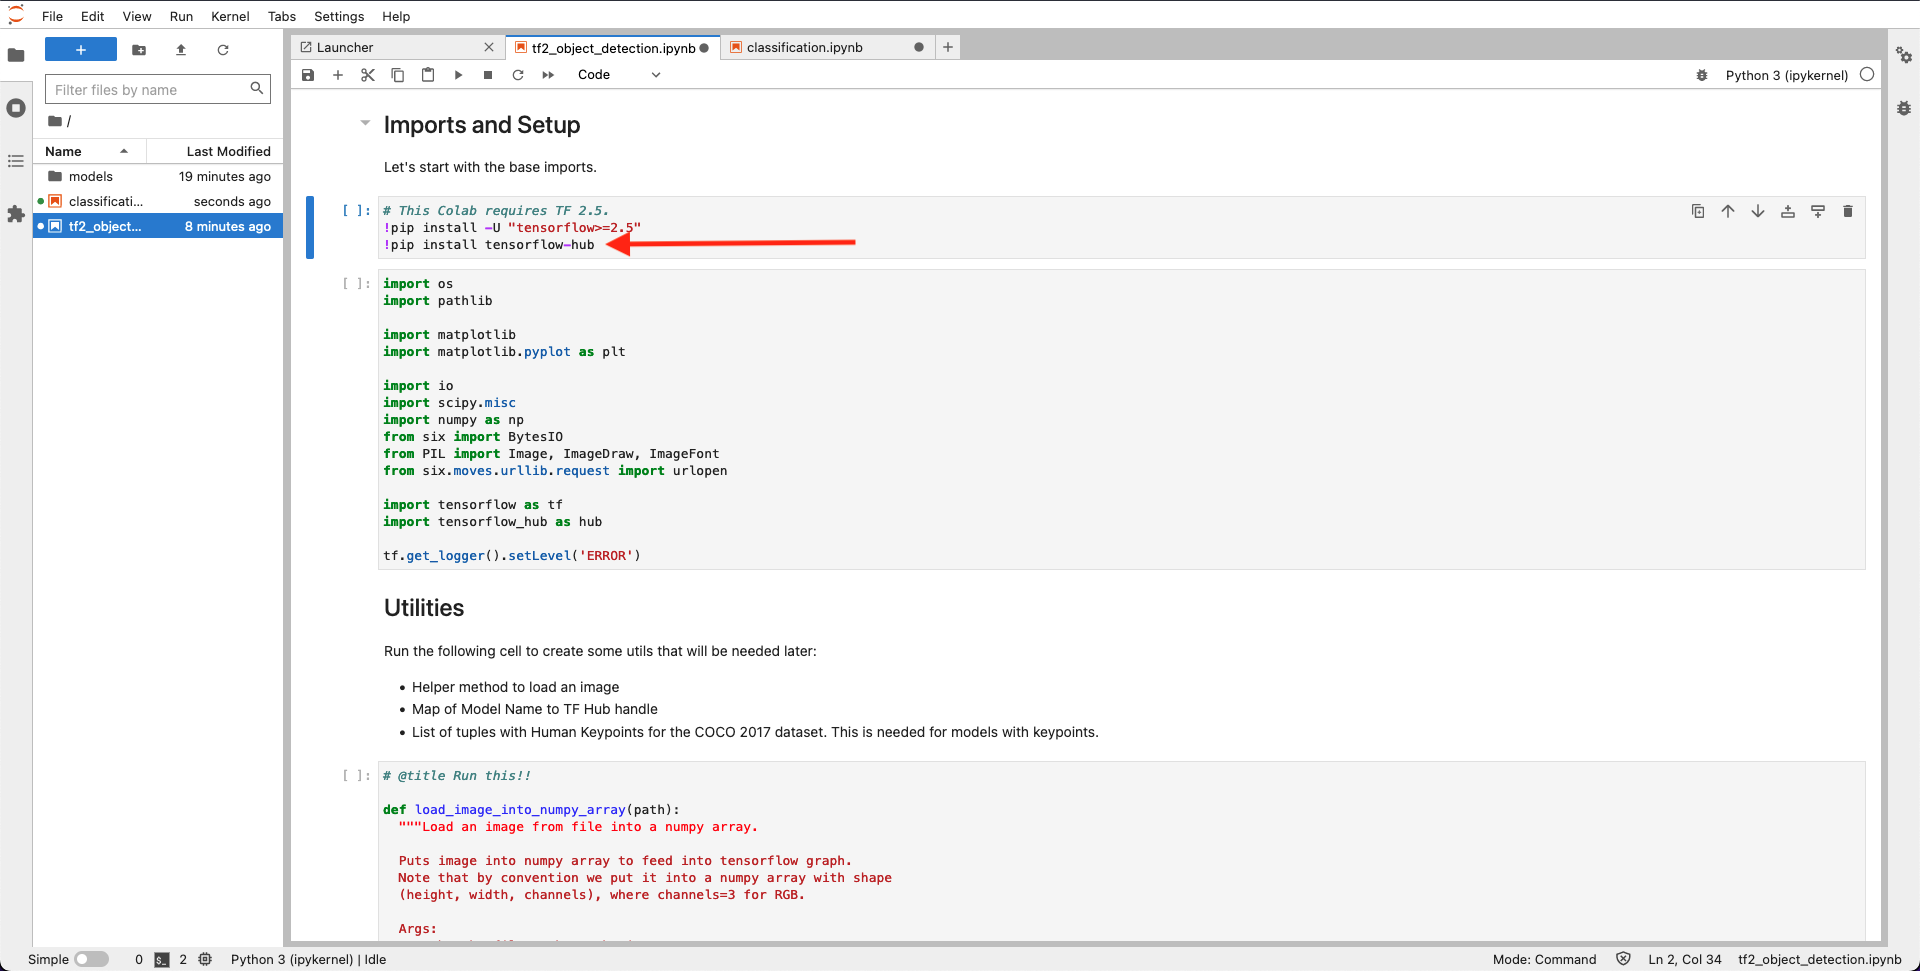 File Edit View Run Kernel Tabs Settings Help
+
Filter files by name
/
Name Last Modified
models 19 minutes ago
classificati... seconds ago
tf2_object... 8 minutes ago
Launcher
tf2_object_detection.ipynb
classification.ipynb
+
Code
Python 3 (ipykernel)
Imports and Setup
Let's start with the base imports.
[ ]: # This Colab requires TF 2.5.
!pip install -U "tensorflow>=2.5"
!pip install tensorflow-hub
[ ]: import os
import pathlib
import matplotlib
import matplotlib.pyplot as plt
import io
import scipy.misc
import numpy as np
from six import BytesIO
from PIL import Image, ImageDraw, ImageFont
from six.moves.urllib.request import urlopen
import tensorflow as tf
import tensorflow_hub as hub
tf.get_logger().setLevel('ERROR')
Utilities
Run the following cell to create some utils that will be needed later:
• Helper method to load an image
• Map of Model Name to TF Hub handle
• List of tuples with Human Keypoints for the COCO 2017 dataset. This is needed for models with keypoints.
[ ]: # @title Run this!!
def load_image_into_numpy_array(path):
"""Load an image from file into a numpy array.
Puts image into numpy array to feed into tensorflow graph.
Note that by convention we put it into a numpy array with shape
(height, width, channels), where channels=3 for RGB.
Args:
Simple 0 $_ 2 Python 3 (ipykernel) | Idle
Mode: Command Ln 2, Col 34 tf2_object_detection.ipynb